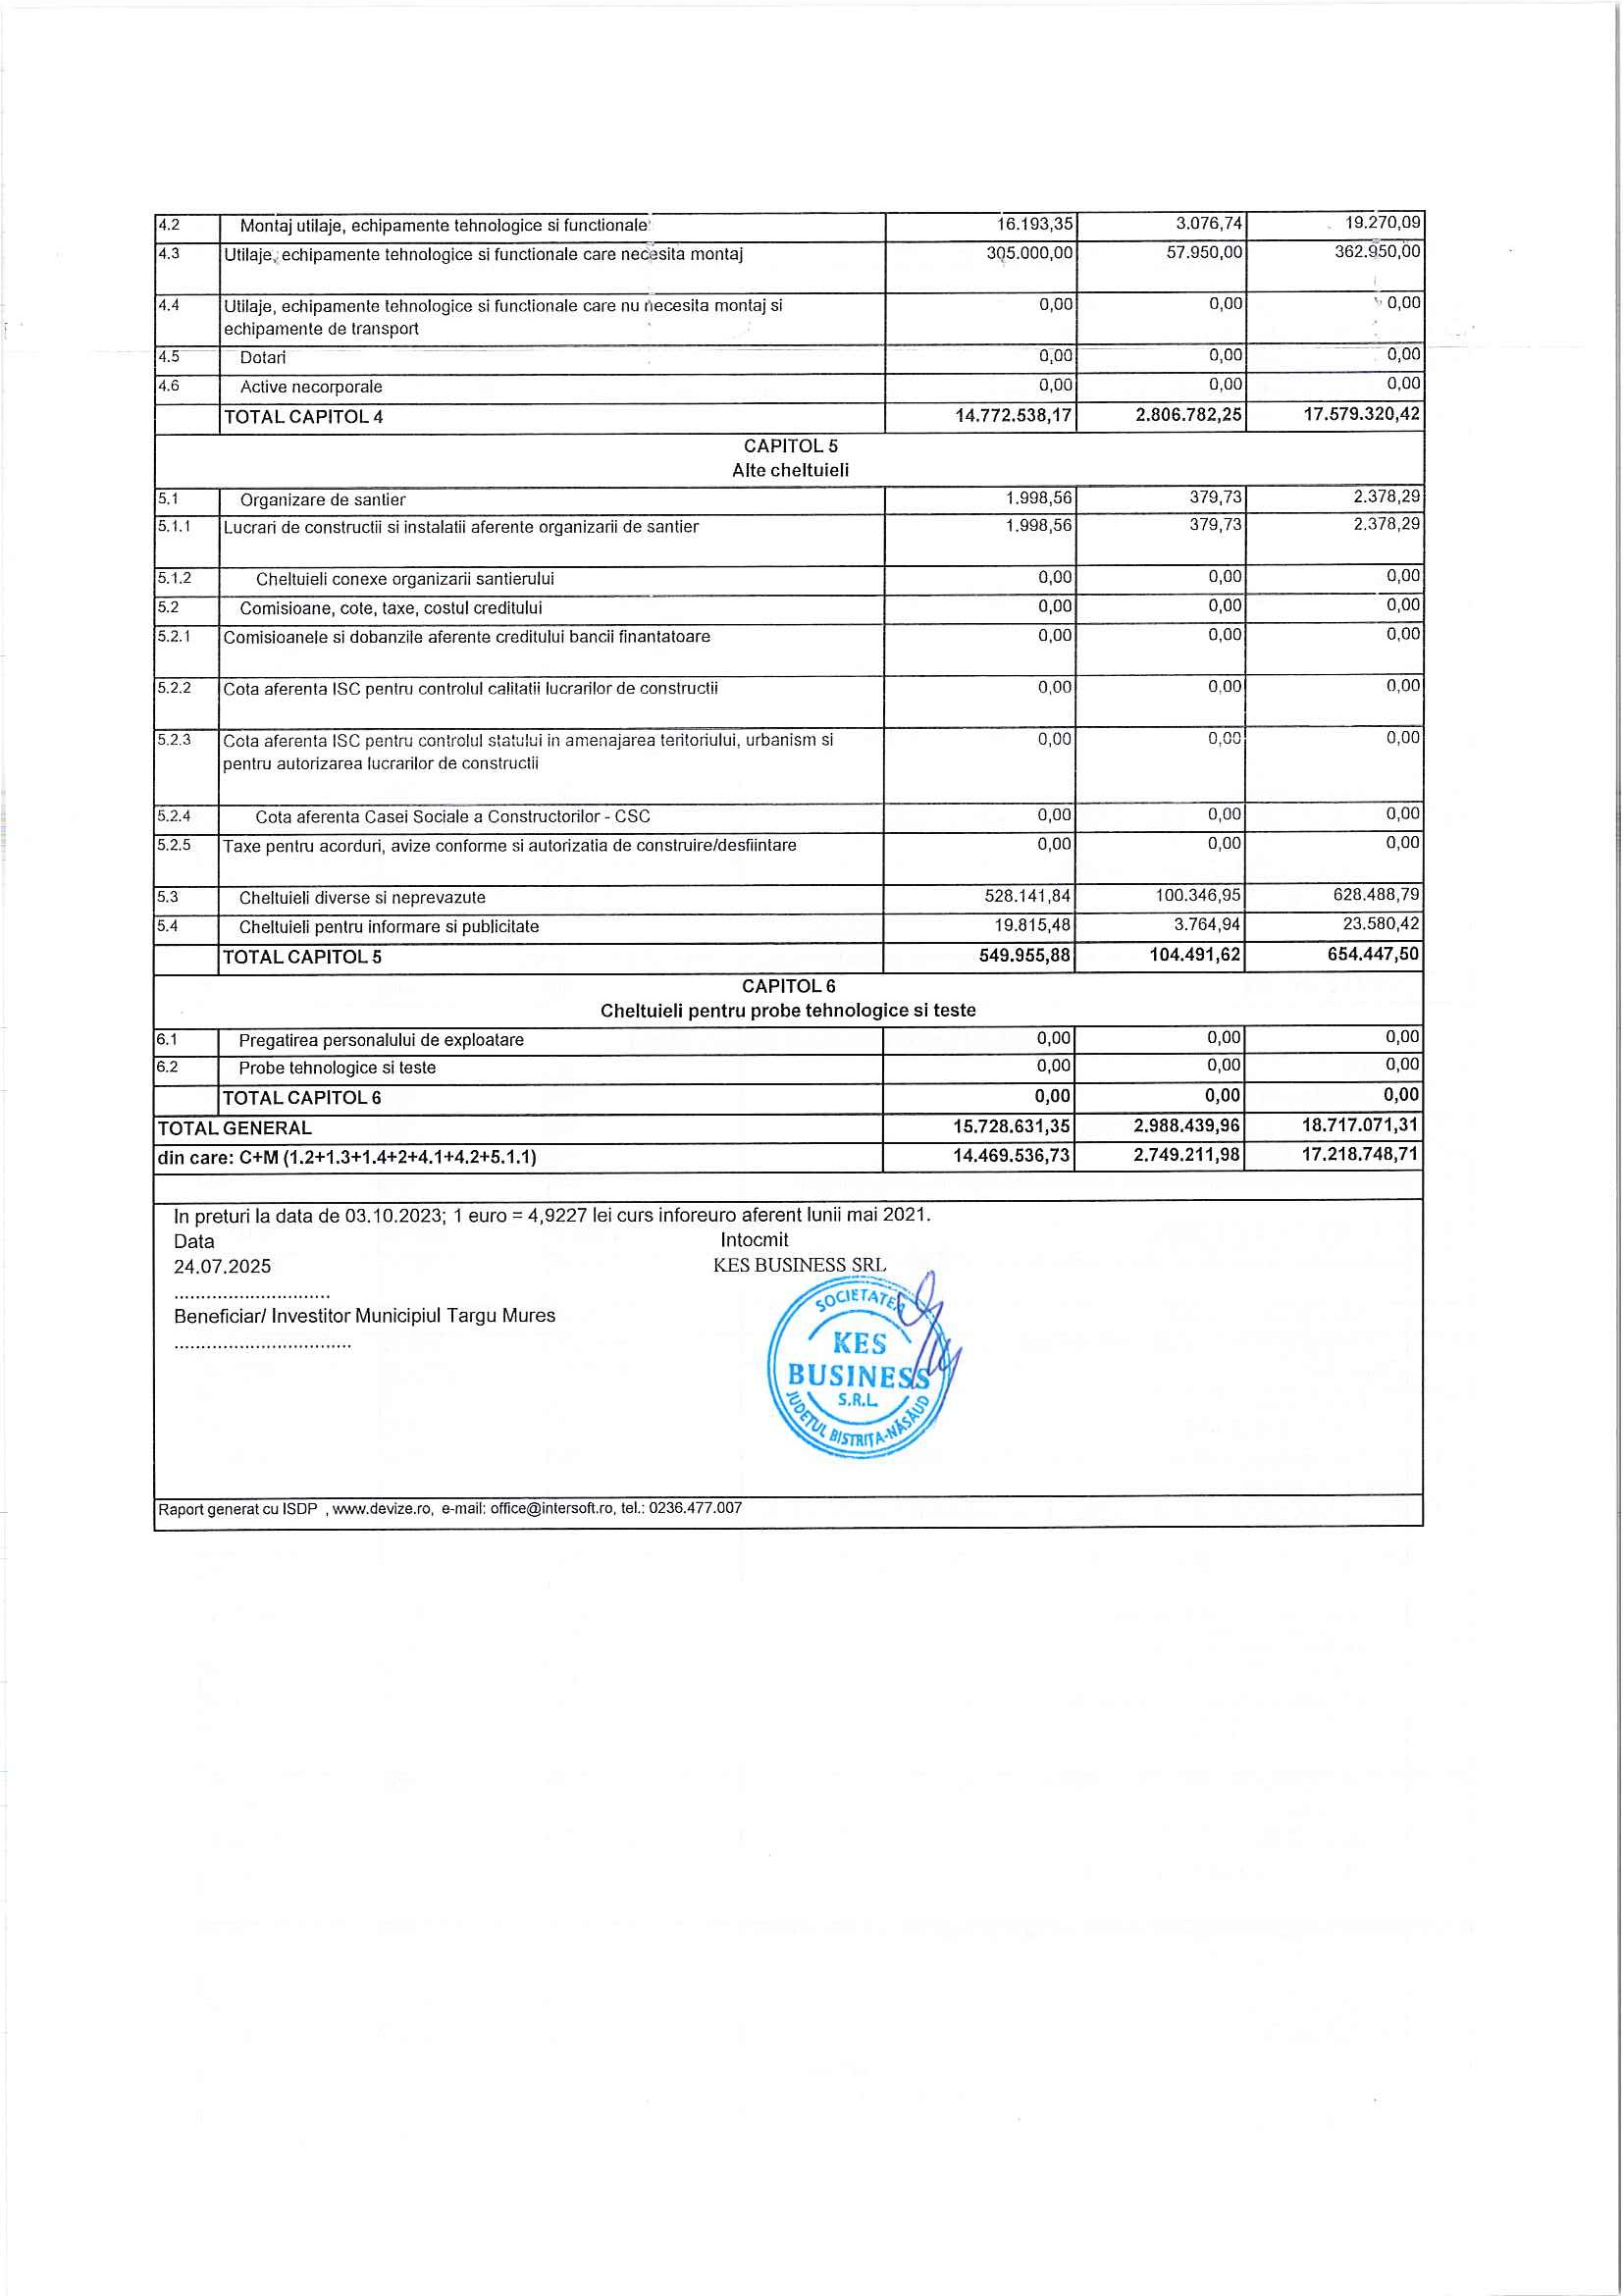 4.2 Montaj utilaje, echipamente tehnologice si functionale 16.193,35 3.076,74 19.270,09
4.3 Utilaje, echipamente tehnologice si functionale care necesita montaj 305.000,00 57.950,00 362.950,00
4.4 Utilaje, echipamente tehnologice si functionale care nu necesita montaj si 0,00 0,00 0,00
echipamente de transport
4.5 Dotari 0,00 0,00 0,00
4.6 Active necorporale 0,00 0,00 0,00
TOTAL CAPITOL 4 14.772.538,17 2.806.782,25 17.579.320,42
CAPITOL 5
Alte cheltuieli
5.1 Organizare de santier 1.998,56 379,73 2.378,29
5.1.1 Lucrari de constructii si instalatii aferente organizarii de santier 1.998,56 379,73 2.378,29
5.1.2 Cheltuieli conexe organizarii santierului 0,00 0,00 0,00
5.2 Comisioane, cote, taxe, costul creditului 0,00 0,00 0,00
5.2.1 Comisioanele si dobanzile aferente creditului bancii finantatoare 0,00 0,00 0,00
5.2.2 Cota aferenta ISC pentru controlul calitatii lucrarilor de constructii 0,00 0,00 0,00
5.2.3 Cota aferenta ISC pentru controlul statului in amenajarea teritoriului, urbanism si 0,00 0,00 0,00
pentru autorizarea lucrarilor de constructii
5.2.4 Cota aferenta Casei Sociale a Constructorilor - CSC 0,00 0,00 0,00
5.2.5 Taxe pentru acorduri, avize conforme si autorizatia de construire/desfiintare 0,00 0,00 0,00
5.3 Cheltuieli diverse si neprevazute 528.141,84 100.346,95 628.488,79
5.4 Cheltuieli pentru informare si publicitate 19.815,48 3.764,94 23.580,42
TOTAL CAPITOL 5 549.955,88 104.491,62 654.447,50
CAPITOL 6
Cheltuieli pentru probe tehnologice si teste
6.1 Pregatirea personalului de exploatare 0,00 0,00 0,00
6.2 Probe tehnologice si teste 0,00 0,00 0,00
TOTAL CAPITOL 6 0,00 0,00 0,00
TOTAL GENERAL 15.728.631,35 2.988.439,96 18.717.071,31
din care: C+M (1.2+1.3+1.4+2+4.1+4.2+5.1.1) 14.469.536,73 2.749.211,98 17.218.748,71
In preturi la data de 03.10.2023; 1 euro = 4,9227 lei curs inforeuro aferent lunii mai 2021.
Data Intocmit
24.07.2025 KES BUSINESS SRL
............................
Beneficiar/ Investitor Municipiul Targu Mures
................................
SOCIETATEA
KES
BUSINESS
S.R.L.
JUDEŢUL BISTRIŢA-NĂSĂUD
Raport generat cu ISDP , www.devize.ro, e-mail: office@intersoft.ro, tel.: 0236.477.007